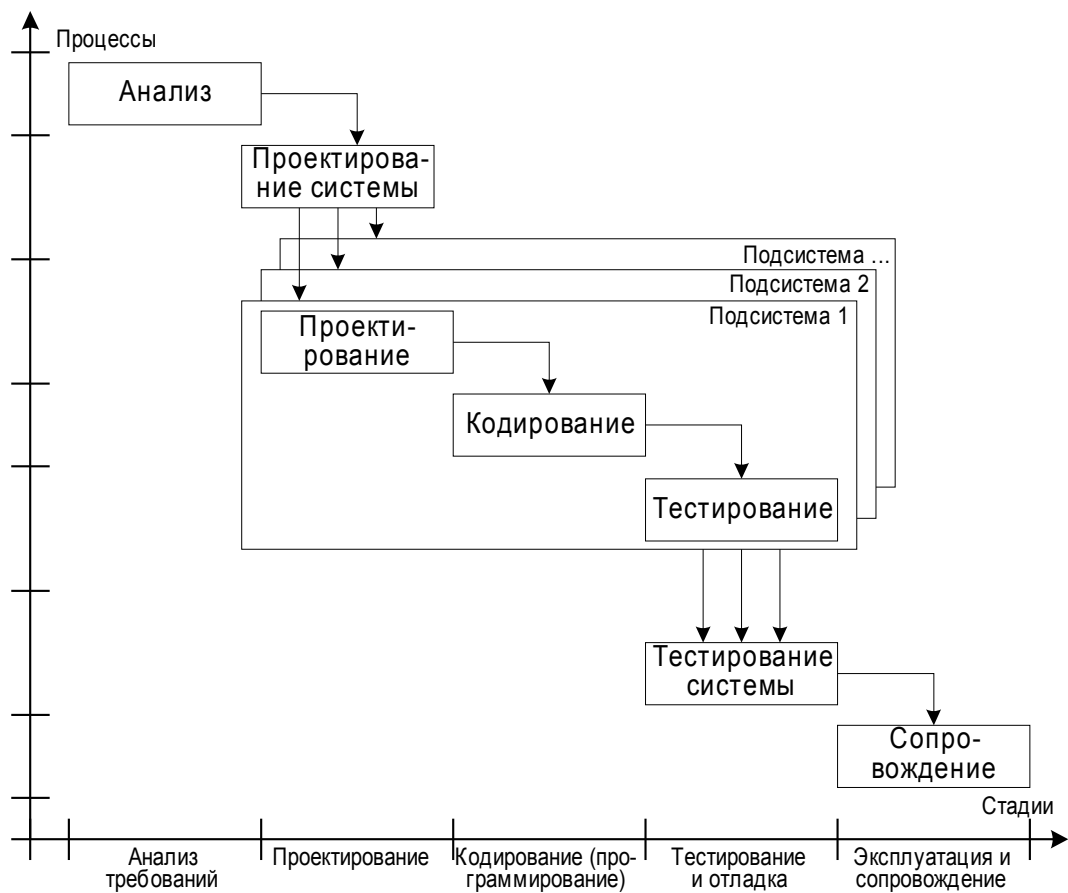 Процессы
Анализ
Проектирова-
ние системы
Подсистема ...
Подсистема 2
Подсистема 1
Проекти-
рование
Кодирование
Тестирование
Тестирование
системы
Сопро-
вождение
Стадии
Анализ
требований
Проектирование
Кодирование (про-
граммирование)
Тестирование
и отладка
Эксплуатация и
сопровождение